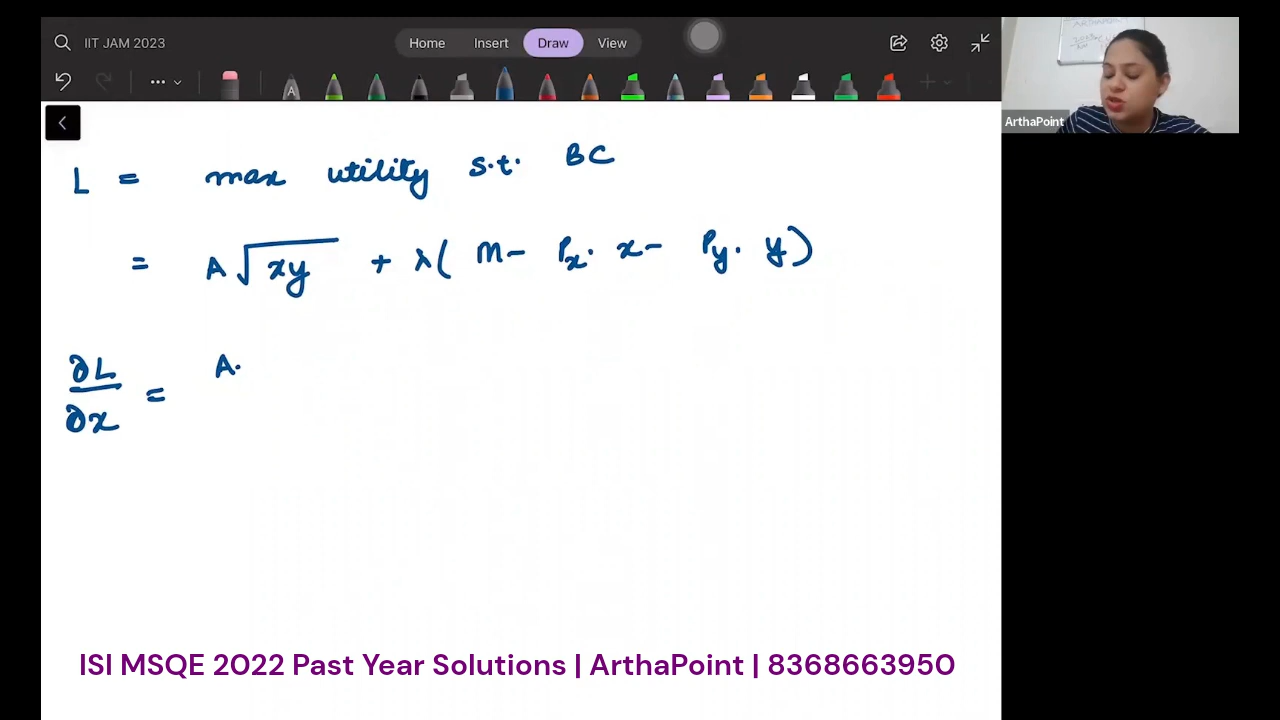 IIT JAM 2023
Home Insert Draw View
A
L = max utility s.t. BC
= A√xy + λ( M - Px. x - Py. y)
∂L/∂x = A.
ArthaPoint
ISI MSQE 2022 Past Year Solutions | ArthaPoint | 8368663950